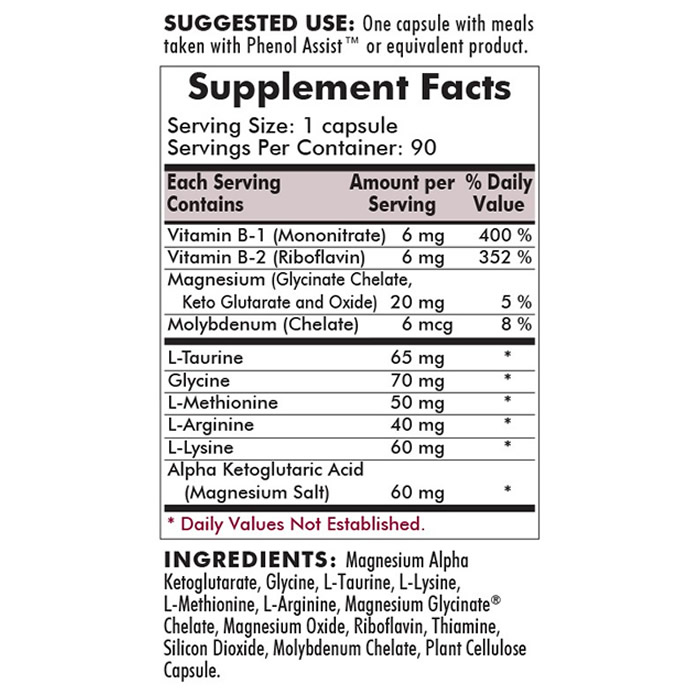 SUGGESTED USE: One capsule with meals
taken with Phenol Assist™ or equivalent product.
Supplement Facts
Serving Size: 1 capsule
Servings Per Container: 90
Each Serving Contains Amount per Serving % Daily Value
Vitamin B-1 (Mononitrate) 6 mg 400 %
Vitamin B-2 (Riboflavin) 6 mg 352 %
Magnesium (Glycinate Chelate,
Keto Glutarate and Oxide) 20 mg 5 %
Molybdenum (Chelate) 6 mcg 8 %
L-Taurine 65 mg *
Glycine 70 mg *
L-Methionine 50 mg *
L-Arginine 40 mg *
L-Lysine 60 mg *
Alpha Ketoglutaric Acid
(Magnesium Salt) 60 mg *
* Daily Values Not Established.
INGREDIENTS: Magnesium Alpha
Ketoglutarate, Glycine, L-Taurine, L-Lysine,
L-Methionine, L-Arginine, Magnesium Glycinate®
Chelate, Magnesium Oxide, Riboflavin, Thiamine,
Silicon Dioxide, Molybdenum Chelate, Plant Cellulose
Capsule.